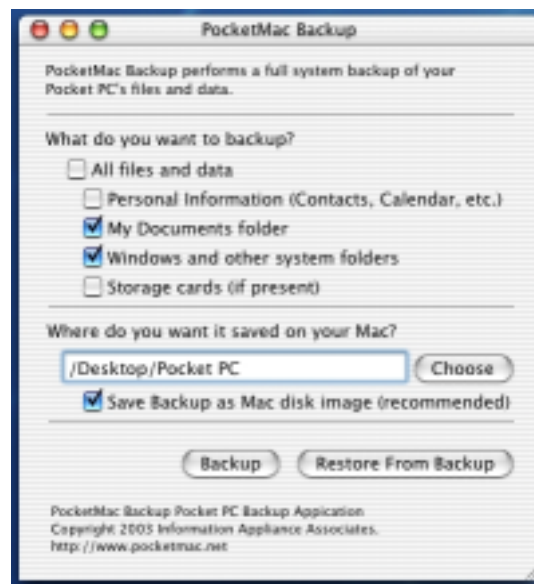 PocketMac Backup
PocketMac Backup performs a full system backup of your
Pocket PC's files and data.
What do you want to backup?
All files and data
Personal Information (Contacts, Calendar, etc.)
My Documents folder
Windows and other system folders
Storage cards (if present)
Where do you want it saved on your Mac?
/Desktop/Pocket PC
Choose
Save Backup as Mac disk image (recommended)
Backup
Restore From Backup
PocketMac Backup Pocket PC Backup Appication
Copyright 2003 Information Appliance Associates.
http://www.pocketmac.net